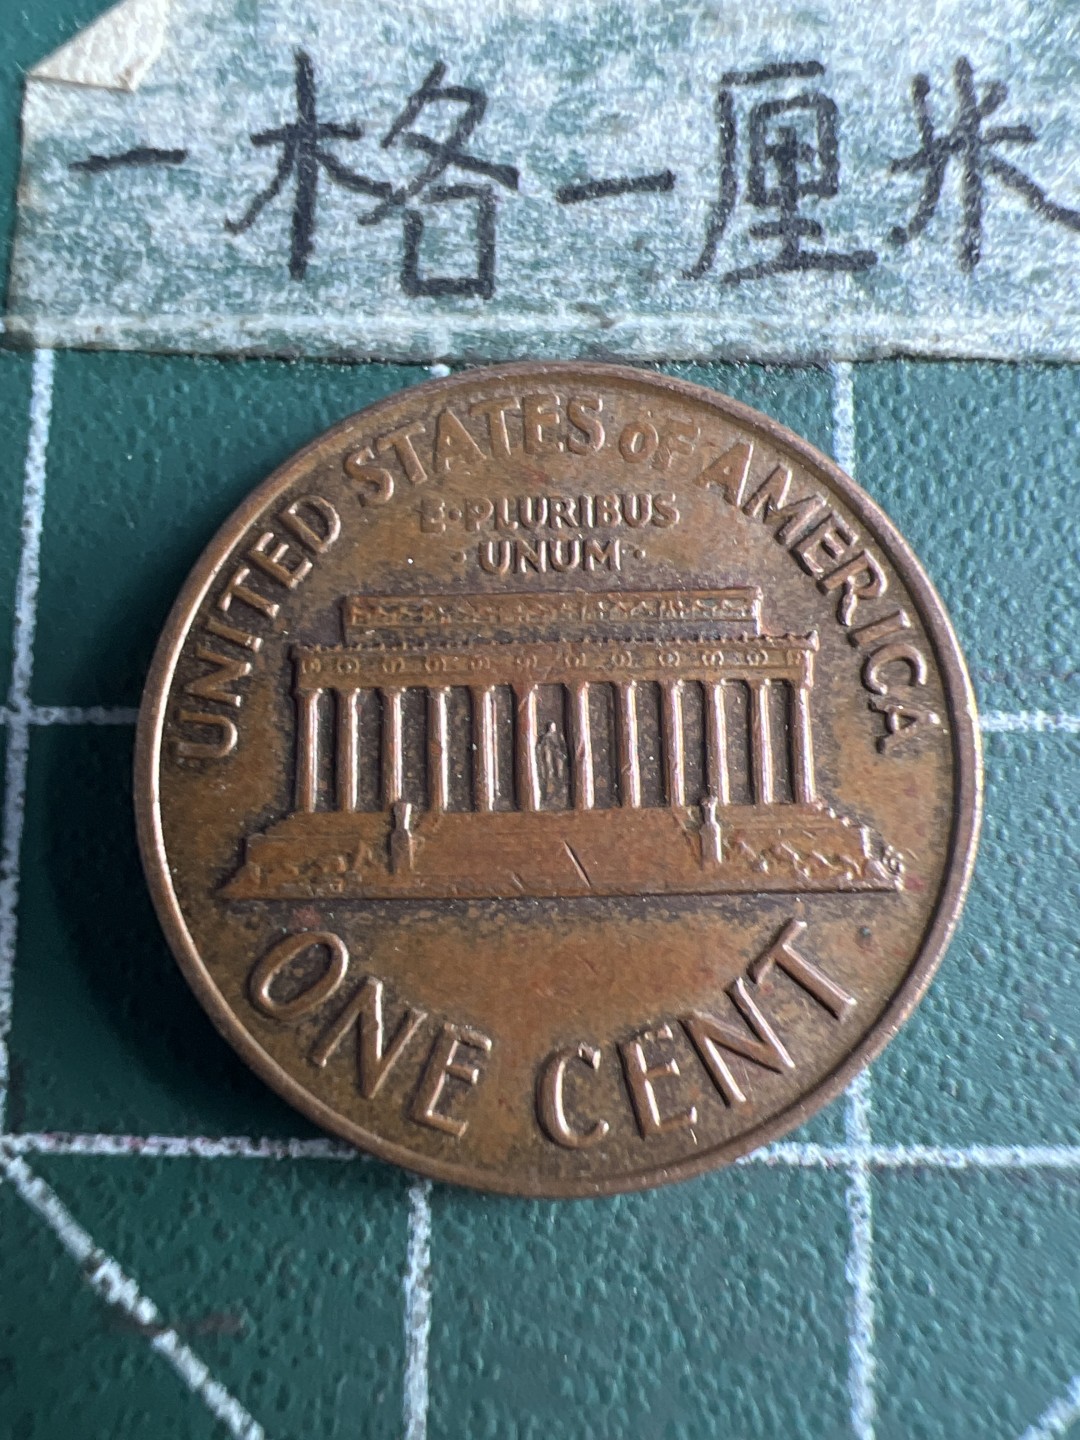 一格一厘米
UNITED STATES OF AMERICA
E·PLURIBUS
·UNUM·
ONE CENT